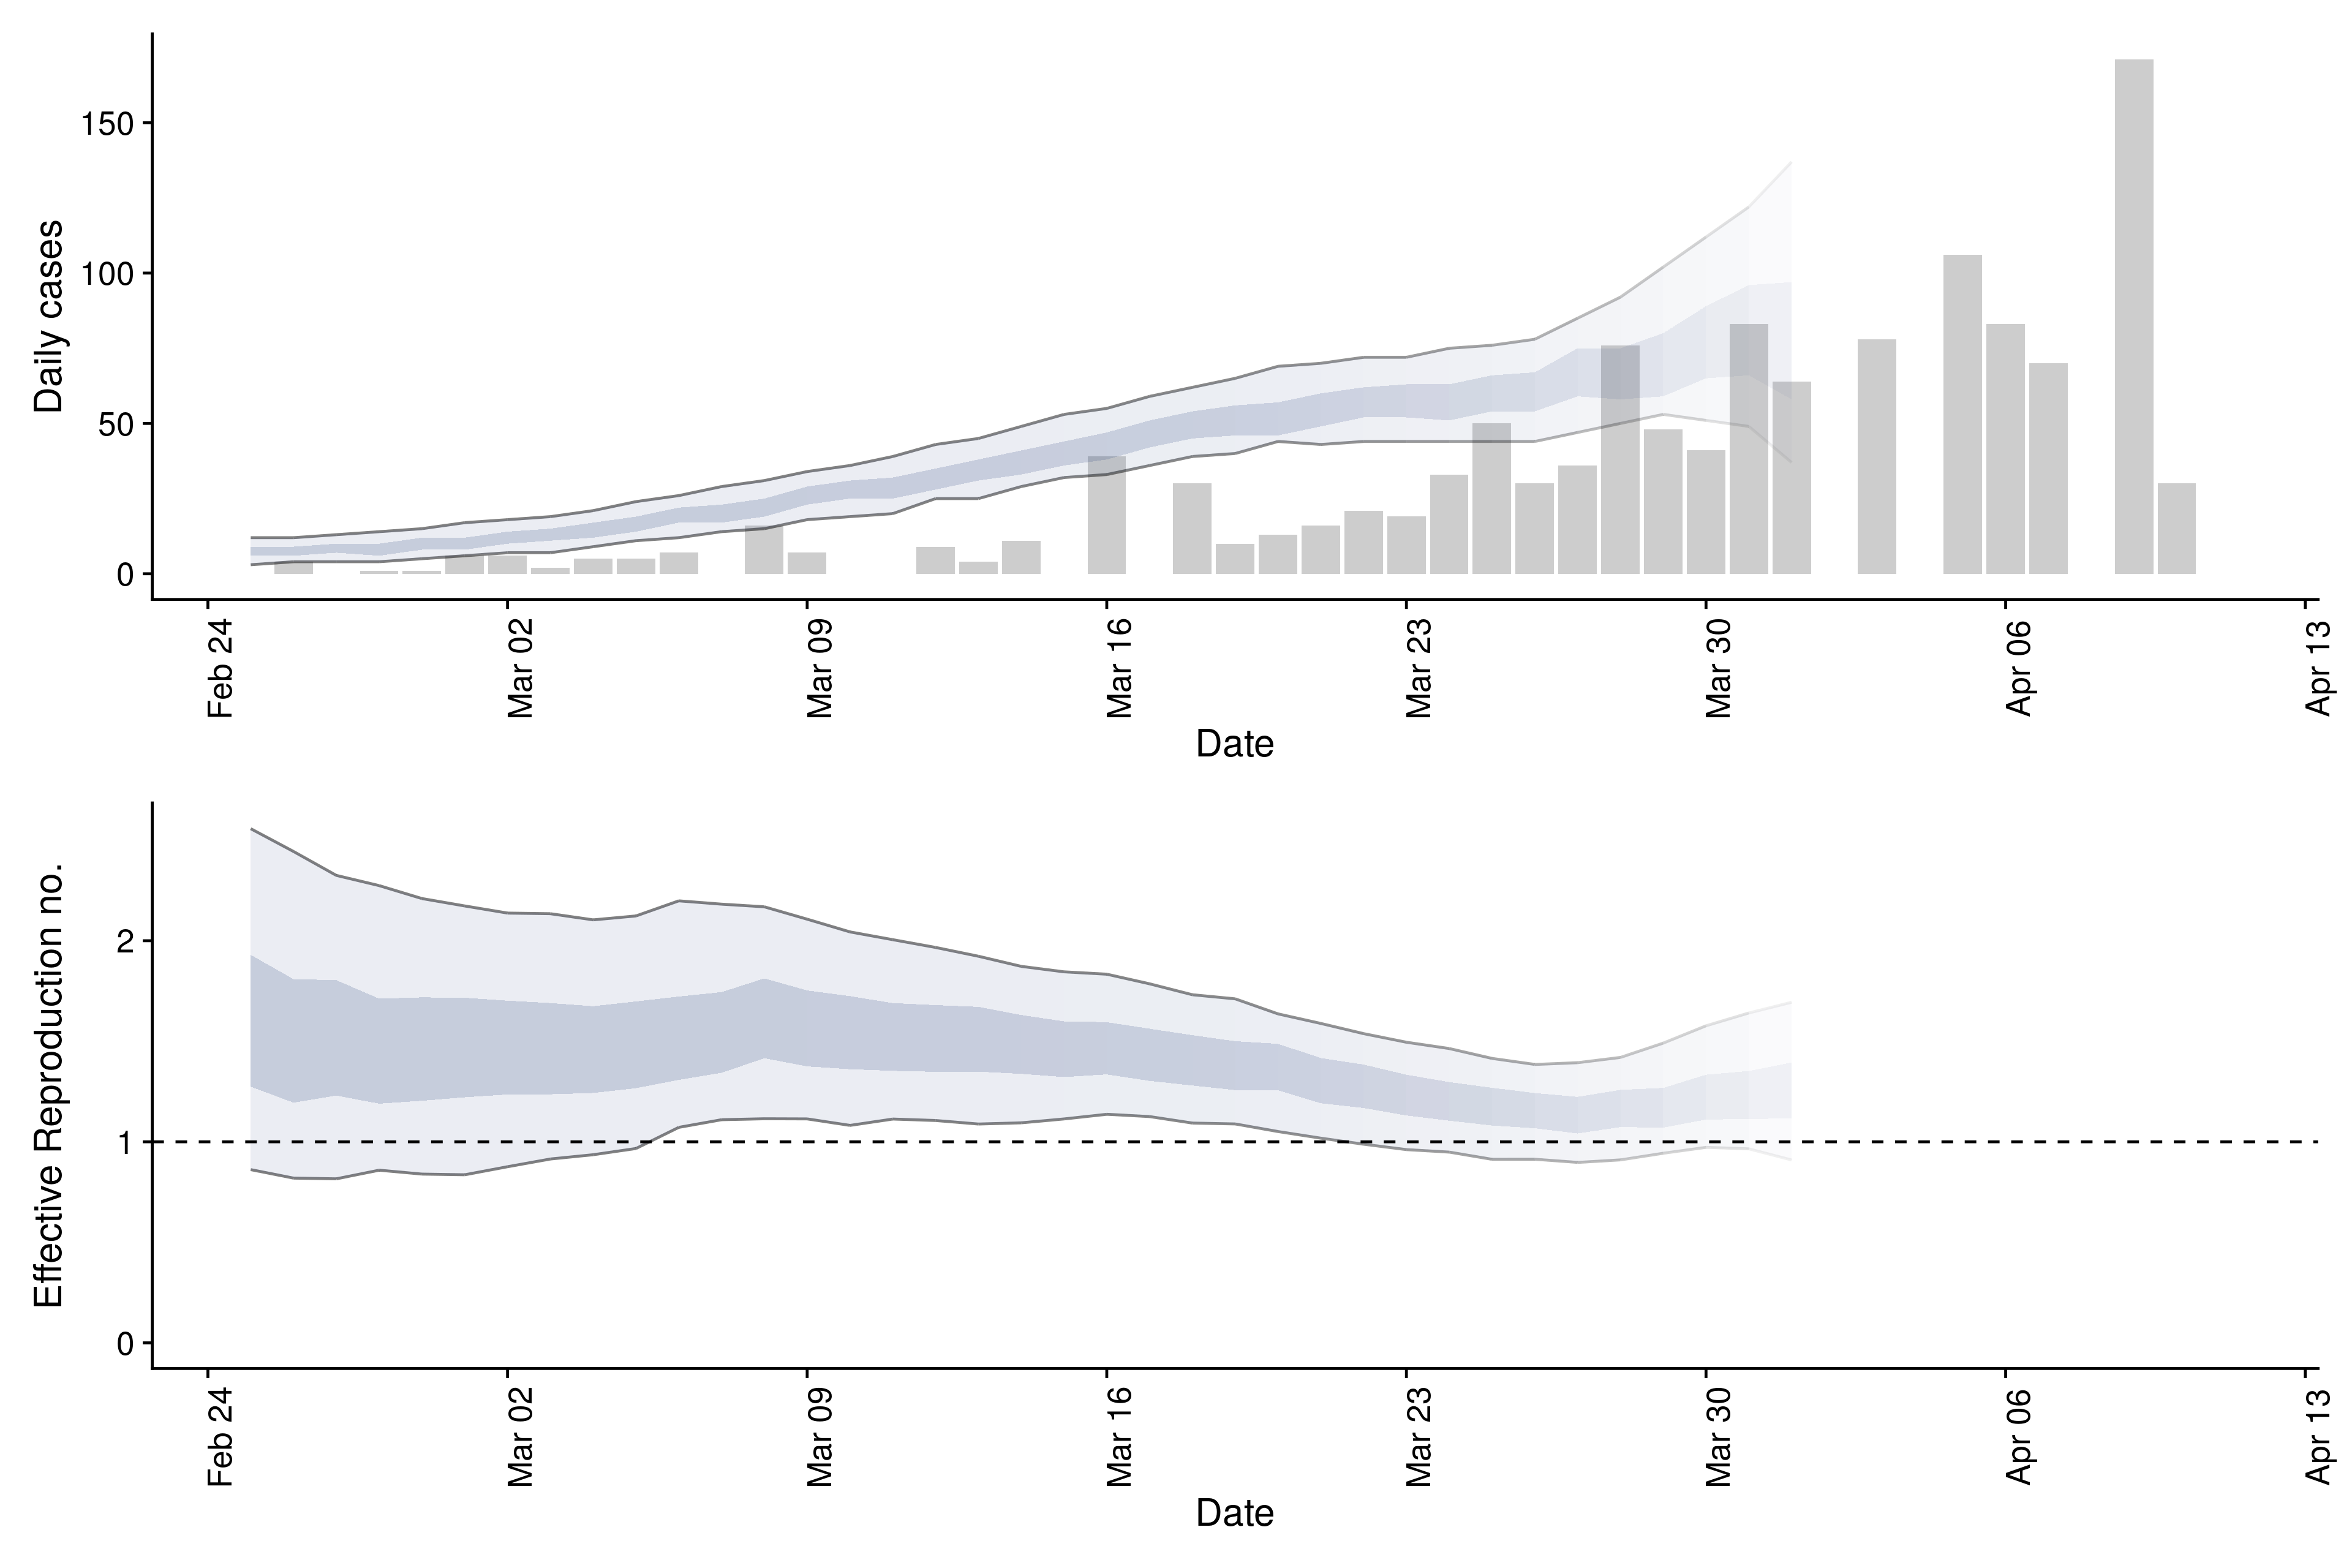 Daily cases
150
100
50
0
Feb 24
Mar 02
Mar 09
Mar 16
Mar 23
Mar 30
Apr 06
Apr 13
Date
Effective Reproduction no.
2
1
0
Feb 24
Mar 02
Mar 09
Mar 16
Mar 23
Mar 30
Apr 06
Apr 13
Date